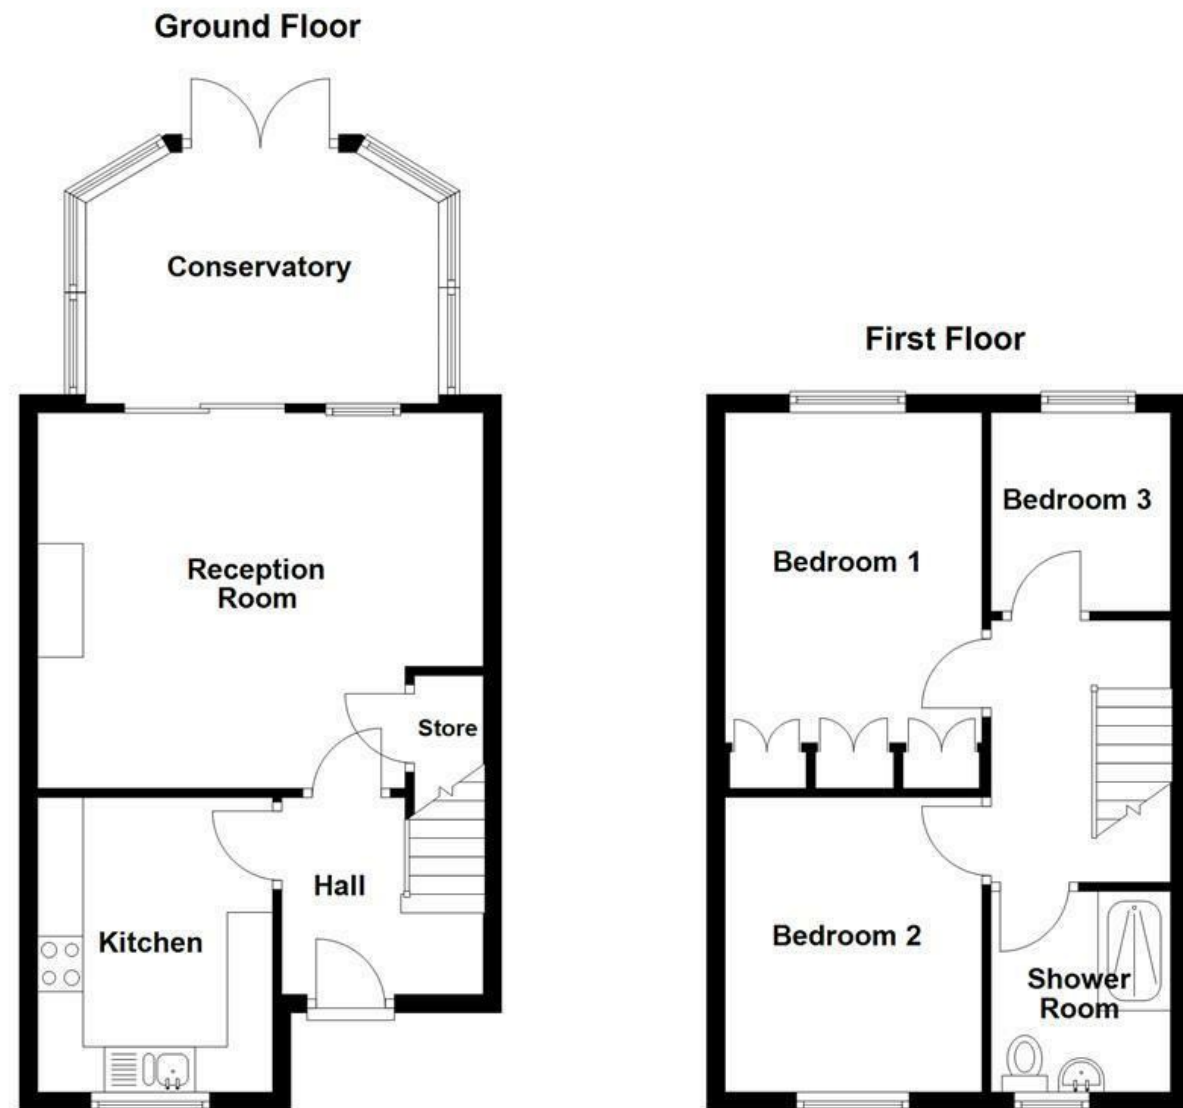 Ground Floor
Conservatory
Reception
Room
Store
Hall
Kitchen
First Floor
Bedroom 3
Bedroom 1
Bedroom 2
Shower
Room